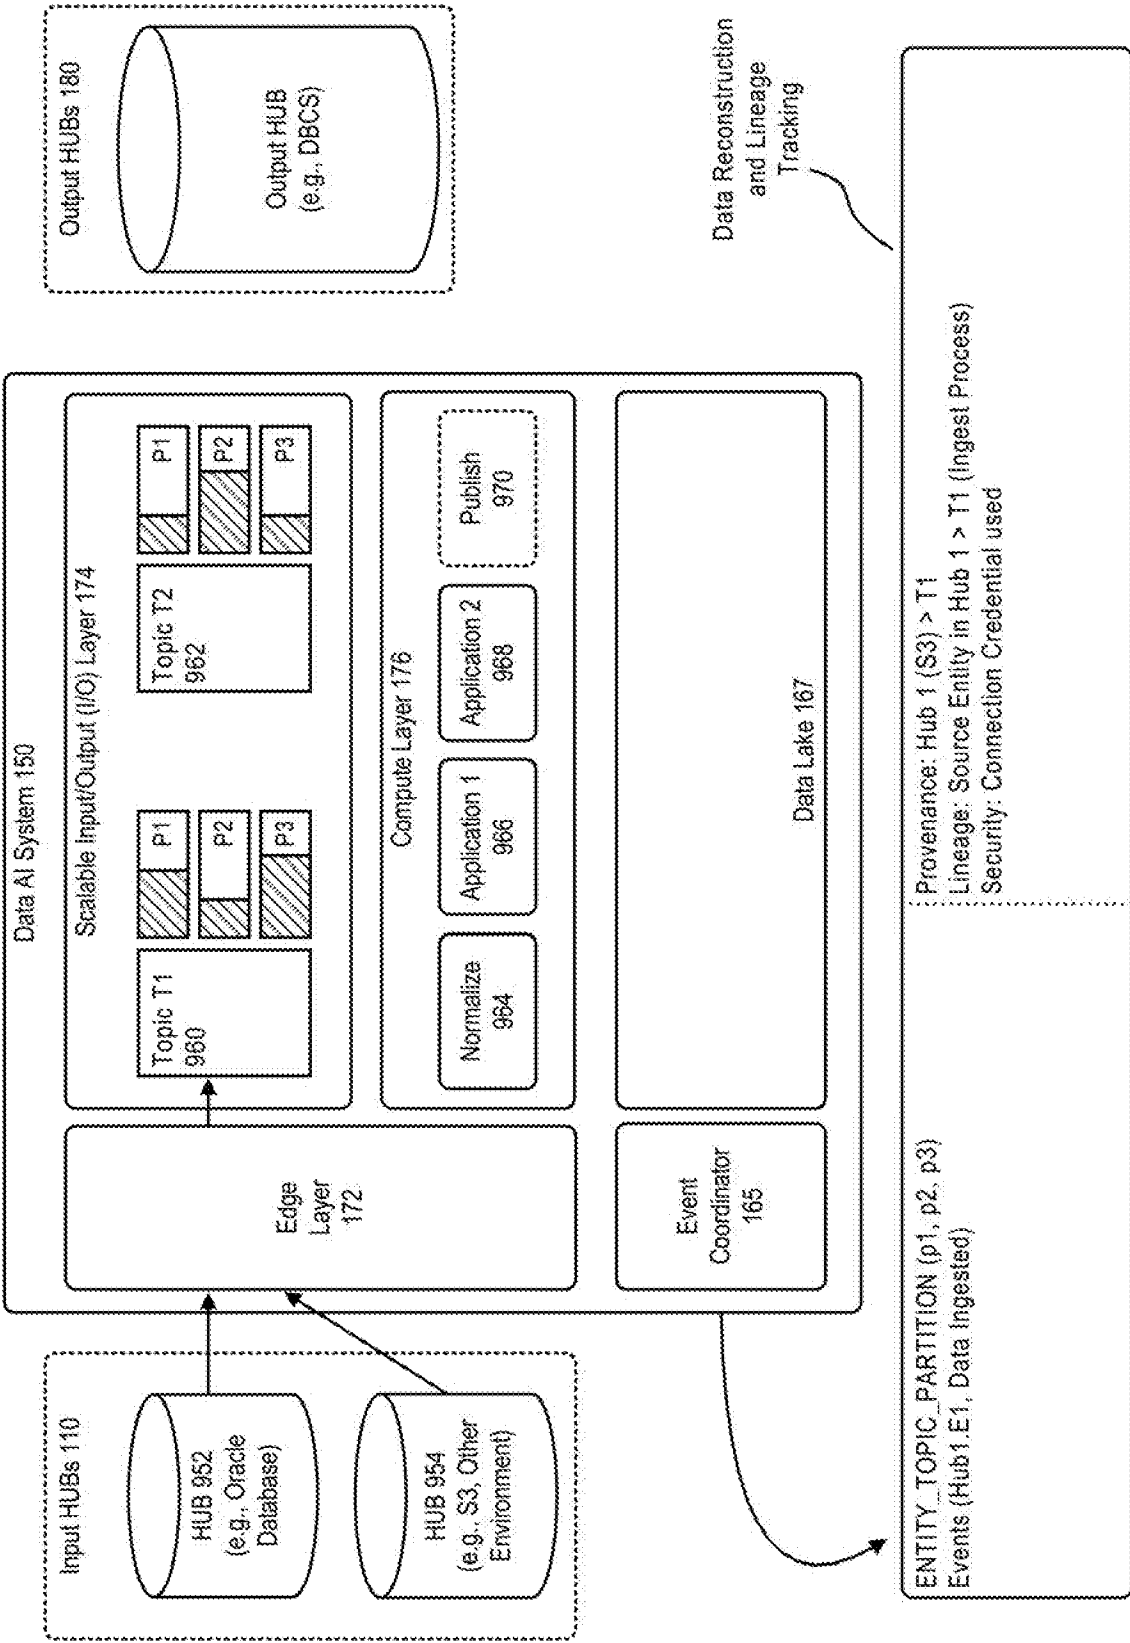 Input HUBs 110
HUB 952
(e.g., Oracle
Database)
HUB 954
(e.g., S3, Other
Environment)
Data AI System 150
Edge
Layer
172
Scalable Input/Output (I/O) Layer 174
Topic T1
960
P1
P2
P3
Topic T2
962
P1
P2
P3
Compute Layer 176
Normalize
964
Application 1
966
Application 2
968
Publish
970
Event
Coordinator
165
Data Lake 167
Output HUBs 180
Output HUB
(e.g., DBCS)
Data Reconstruction
and Lineage
Tracking
ENTITY_TOPIC_PARTITION (p1, p2, p3)
Events (Hub1.E1, Data Ingested)
Provenance: Hub 1 (S3) > T1
Lineage: Source Entity in Hub 1 > T1 (Ingest Process)
Security: Connection Credential used